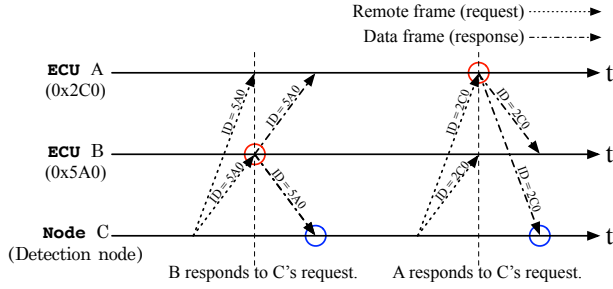 Remote frame (request)
Data frame (response)
ECU A
(0x2C0)
t
ID = 5A0
ID = 5A0
ID = 2C0
ID = 2C0
ECU B
(0x5A0)
t
ID = 5A0
ID = 5A0
ID = 2C0
ID = 2C0
Node C
(Detection node)
t
B responds to C's request.
A responds to C's request.